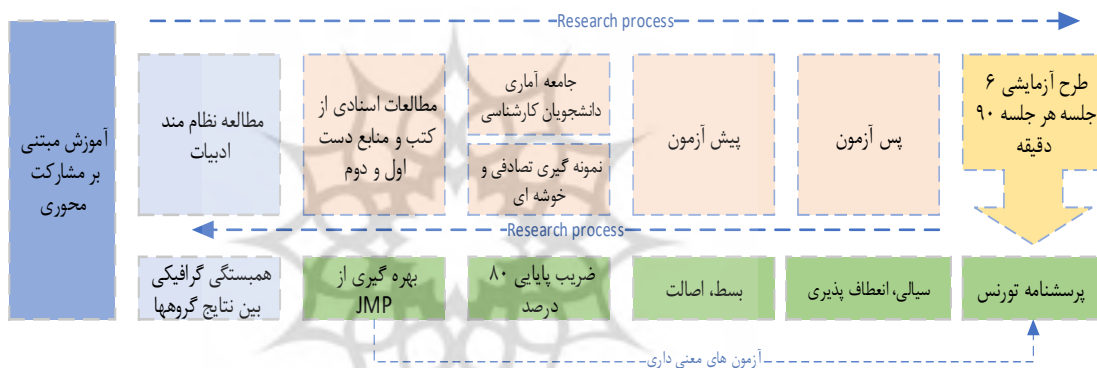 Research process
آموزش مبتنی
بر مشارکت
محوری
مطالعه نظام مند
ادبیات
مطالعات اسنادی از
کتب و منابع دست
اول و دوم
جامعه آماری
دانشجویان کارشناسی
نمونه گیری تصادفی و
خوشه ای
پیش آزمون
پس آزمون
طرح آزمایشی ۶
جلسه هر جلسه ۹۰
دقیقه
Research process
همبستگی گرافیکی
بین نتایج گروهها
بهره گیری از
JMP
ضریب پایایی ۸۰
درصد
بسط، اصالت
سیالی، انعطاف پذیری
پرسشنامه تورنس
آزمون های معنی داری